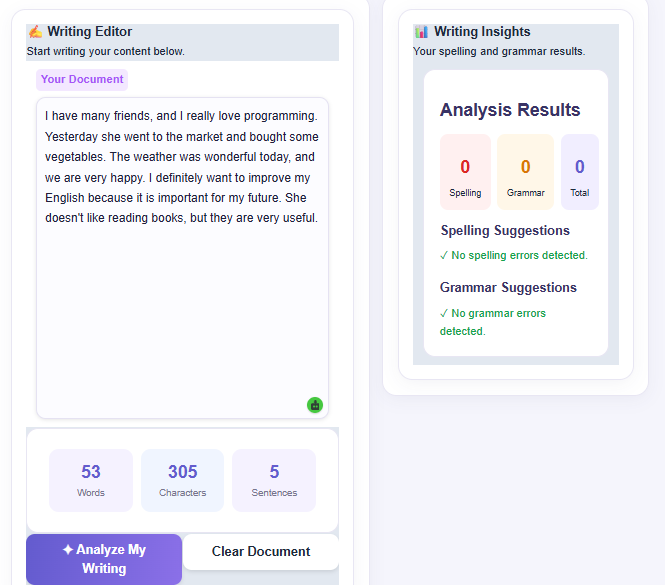 ✍️ Writing Editor
Start writing your content below.
Your Document
I have many friends, and I really love programming.
Yesterday she went to the market and bought some
vegetables. The weather was wonderful today, and
we are very happy. I definitely want to improve my
English because it is important for my future. She
doesn't like reading books, but they are very useful.
53
Words
305
Characters
5
Sentences
✦ Analyze My
Writing
Clear Document
📊 Writing Insights
Your spelling and grammar results.
Analysis Results
0
Spelling
0
Grammar
0
Total
Spelling Suggestions
✓ No spelling errors detected.
Grammar Suggestions
✓ No grammar errors
detected.